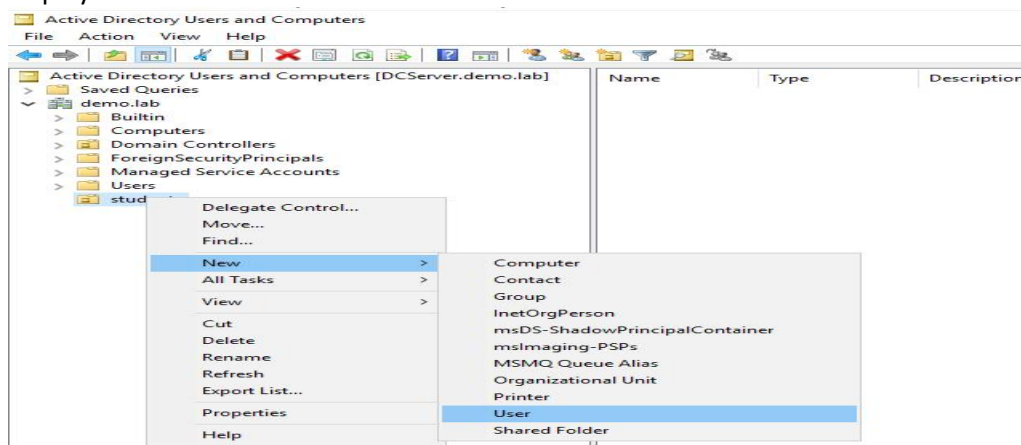 Active Directory Users and Computers
File Action View Help
Active Directory Users and Computers [DCServer.demo.lab]
Name Type Description
Saved Queries
demo.lab
Builtin
Computers
Domain Controllers
ForeignSecurityPrincipals
Managed Service Accounts
Users
stud
Delegate Control...
Move...
Find...
New >
All Tasks >
View >
Cut
Delete
Rename
Refresh
Export List...
Properties
Help
Computer
Contact
Group
InetOrgPerson
msDS-ShadowPrincipalContainer
msImaging-PSPs
MSMQ Queue Alias
Organizational Unit
Printer
User
Shared Folder